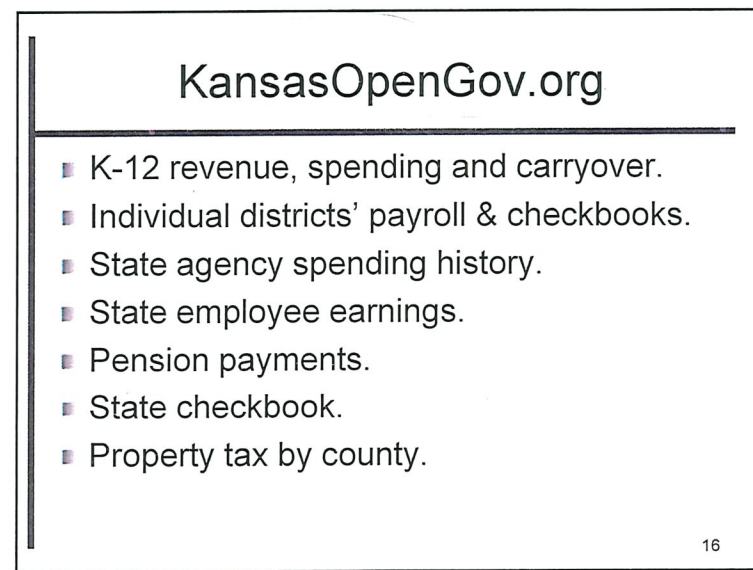 KansasOpenGov.org
K-12 revenue, spending and carryover.
Individual districts' payroll & checkbooks.
State agency spending history.
State employee earnings.
Pension payments.
State checkbook.
Property tax by county.
16